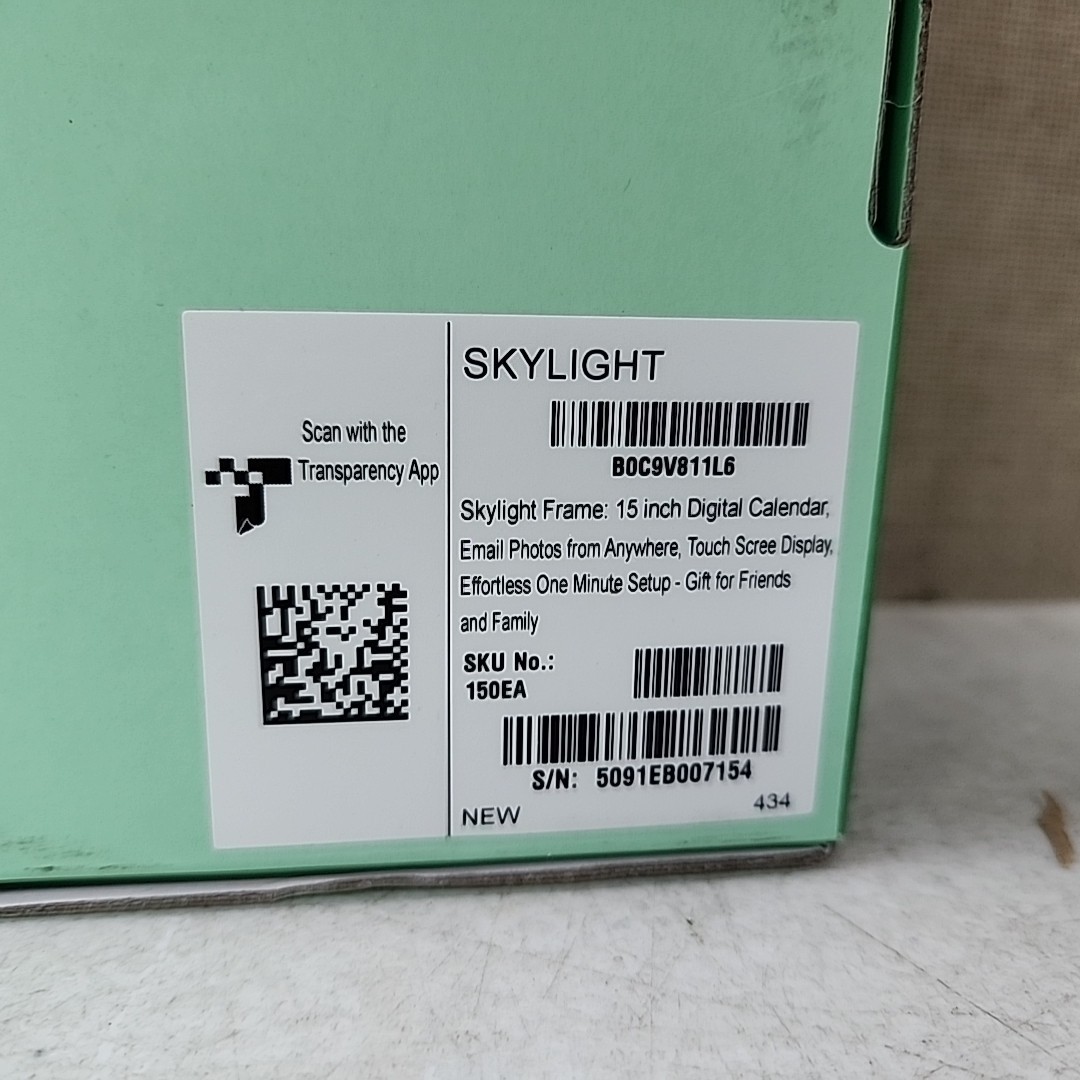 Scan with the
Transparency App
SKYLIGHT
B0C9V811L6
Skylight Frame: 15 inch Digital Calendar,
Email Photos from Anywhere, Touch Scree Display,
Effortless One Minute Setup - Gift for Friends
and Family
SKU No.:
150EA
S/N: 5091EB007154
NEW 434